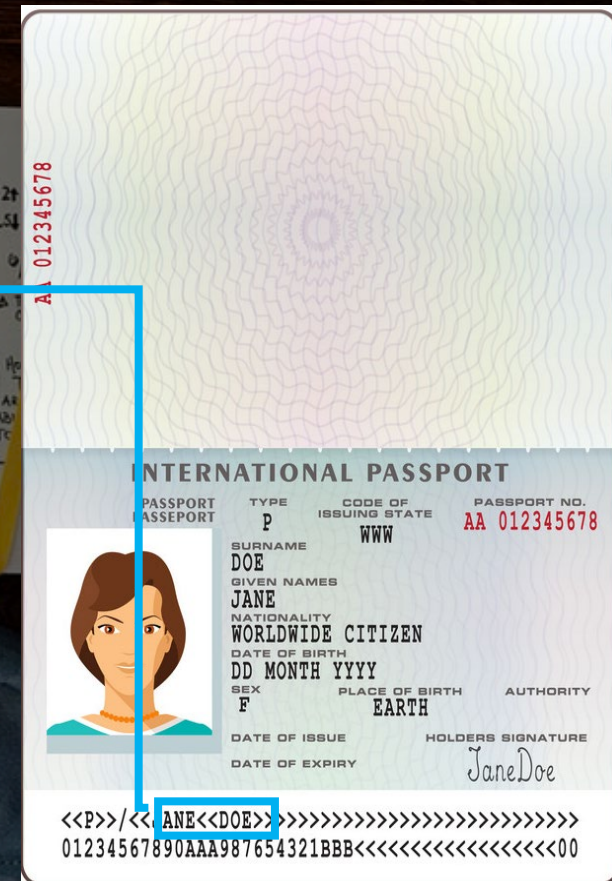 AA 012345678
INTERNATIONAL PASSPORT
PASSPORT TYPE CODE OF PASSPORT NO.
PASSEPORT P ISSUING STATE AA 012345678
WWW
SURNAME
DOE
GIVEN NAMES
JANE
NATIONALITY
WORLDWIDE CITIZEN
DATE OF BIRTH
DD MONTH YYYY
SEX PLACE OF BIRTH AUTHORITY
F EARTH
DATE OF ISSUE HOLDERS SIGNATURE
DATE OF EXPIRY JaneDoe
<<P>>/<<JANE<<DOE>>>>>>>>>>>>>>>>>>>>>>>>>>>>>
01234567890AAA987654321BBB<<<<<<<<<<<<<<<<<<00